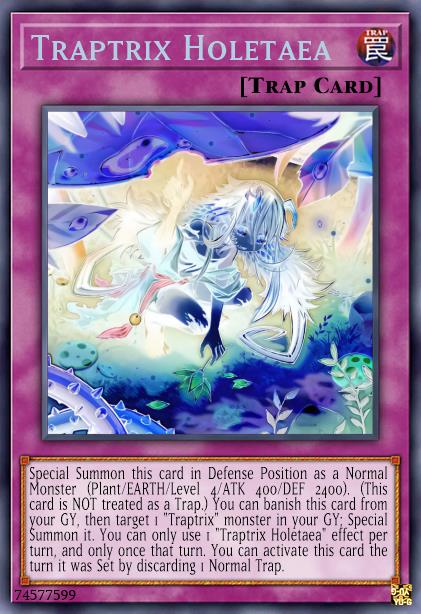 Traptrix Holetaea
TRAP
罠
[Trap Card]
Special Summon this card in Defense Position as a Normal
Monster (Plant/EARTH/Level 4/ATK 400/DEF 2400). (This
card is NOT treated as a Trap.) You can banish this card
from your GY, then target 1 "Traptrix" monster in your GY; Special
Summon it. You can only use 1 "Traptrix Holetaea" effect per
turn, and only once that turn. You can activate this card the
turn it was Set by discarding 1 Normal Trap.
74577599